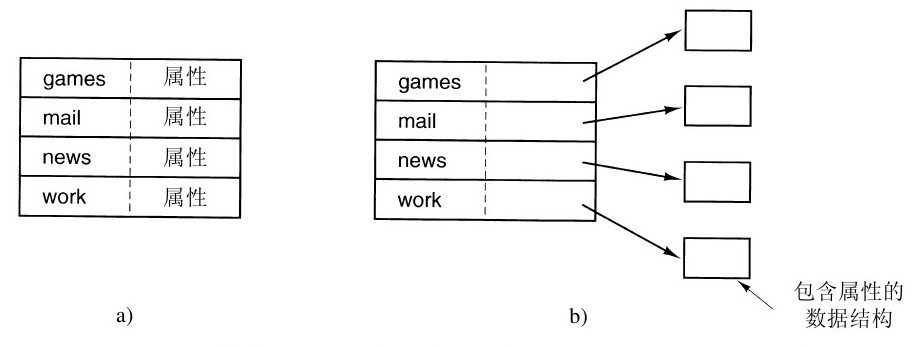 games 属性
mail 属性
news 属性
work 属性
a)
games
mail
news
work
b)
包含属性的
数据结构